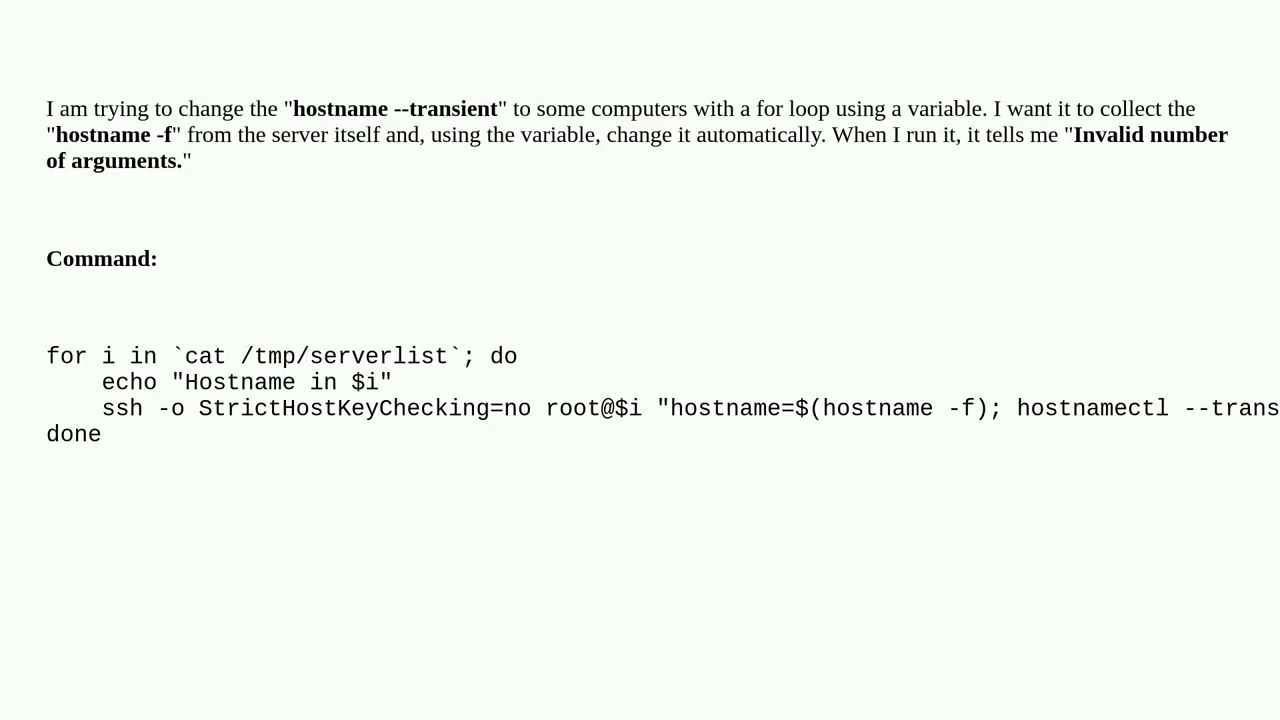 I am trying to change the "hostname --transient" to some computers with a for loop using a variable. I want it to collect the
"hostname -f" from the server itself and, using the variable, change it automatically. When I run it, it tells me "Invalid number
of arguments."
Command:
for i in `cat /tmp/serverlist`; do
    echo "Hostname in $i"
    ssh -o StrictHostKeyChecking=no root@$i "hostname=$(hostname -f); hostnamectl --trans
done